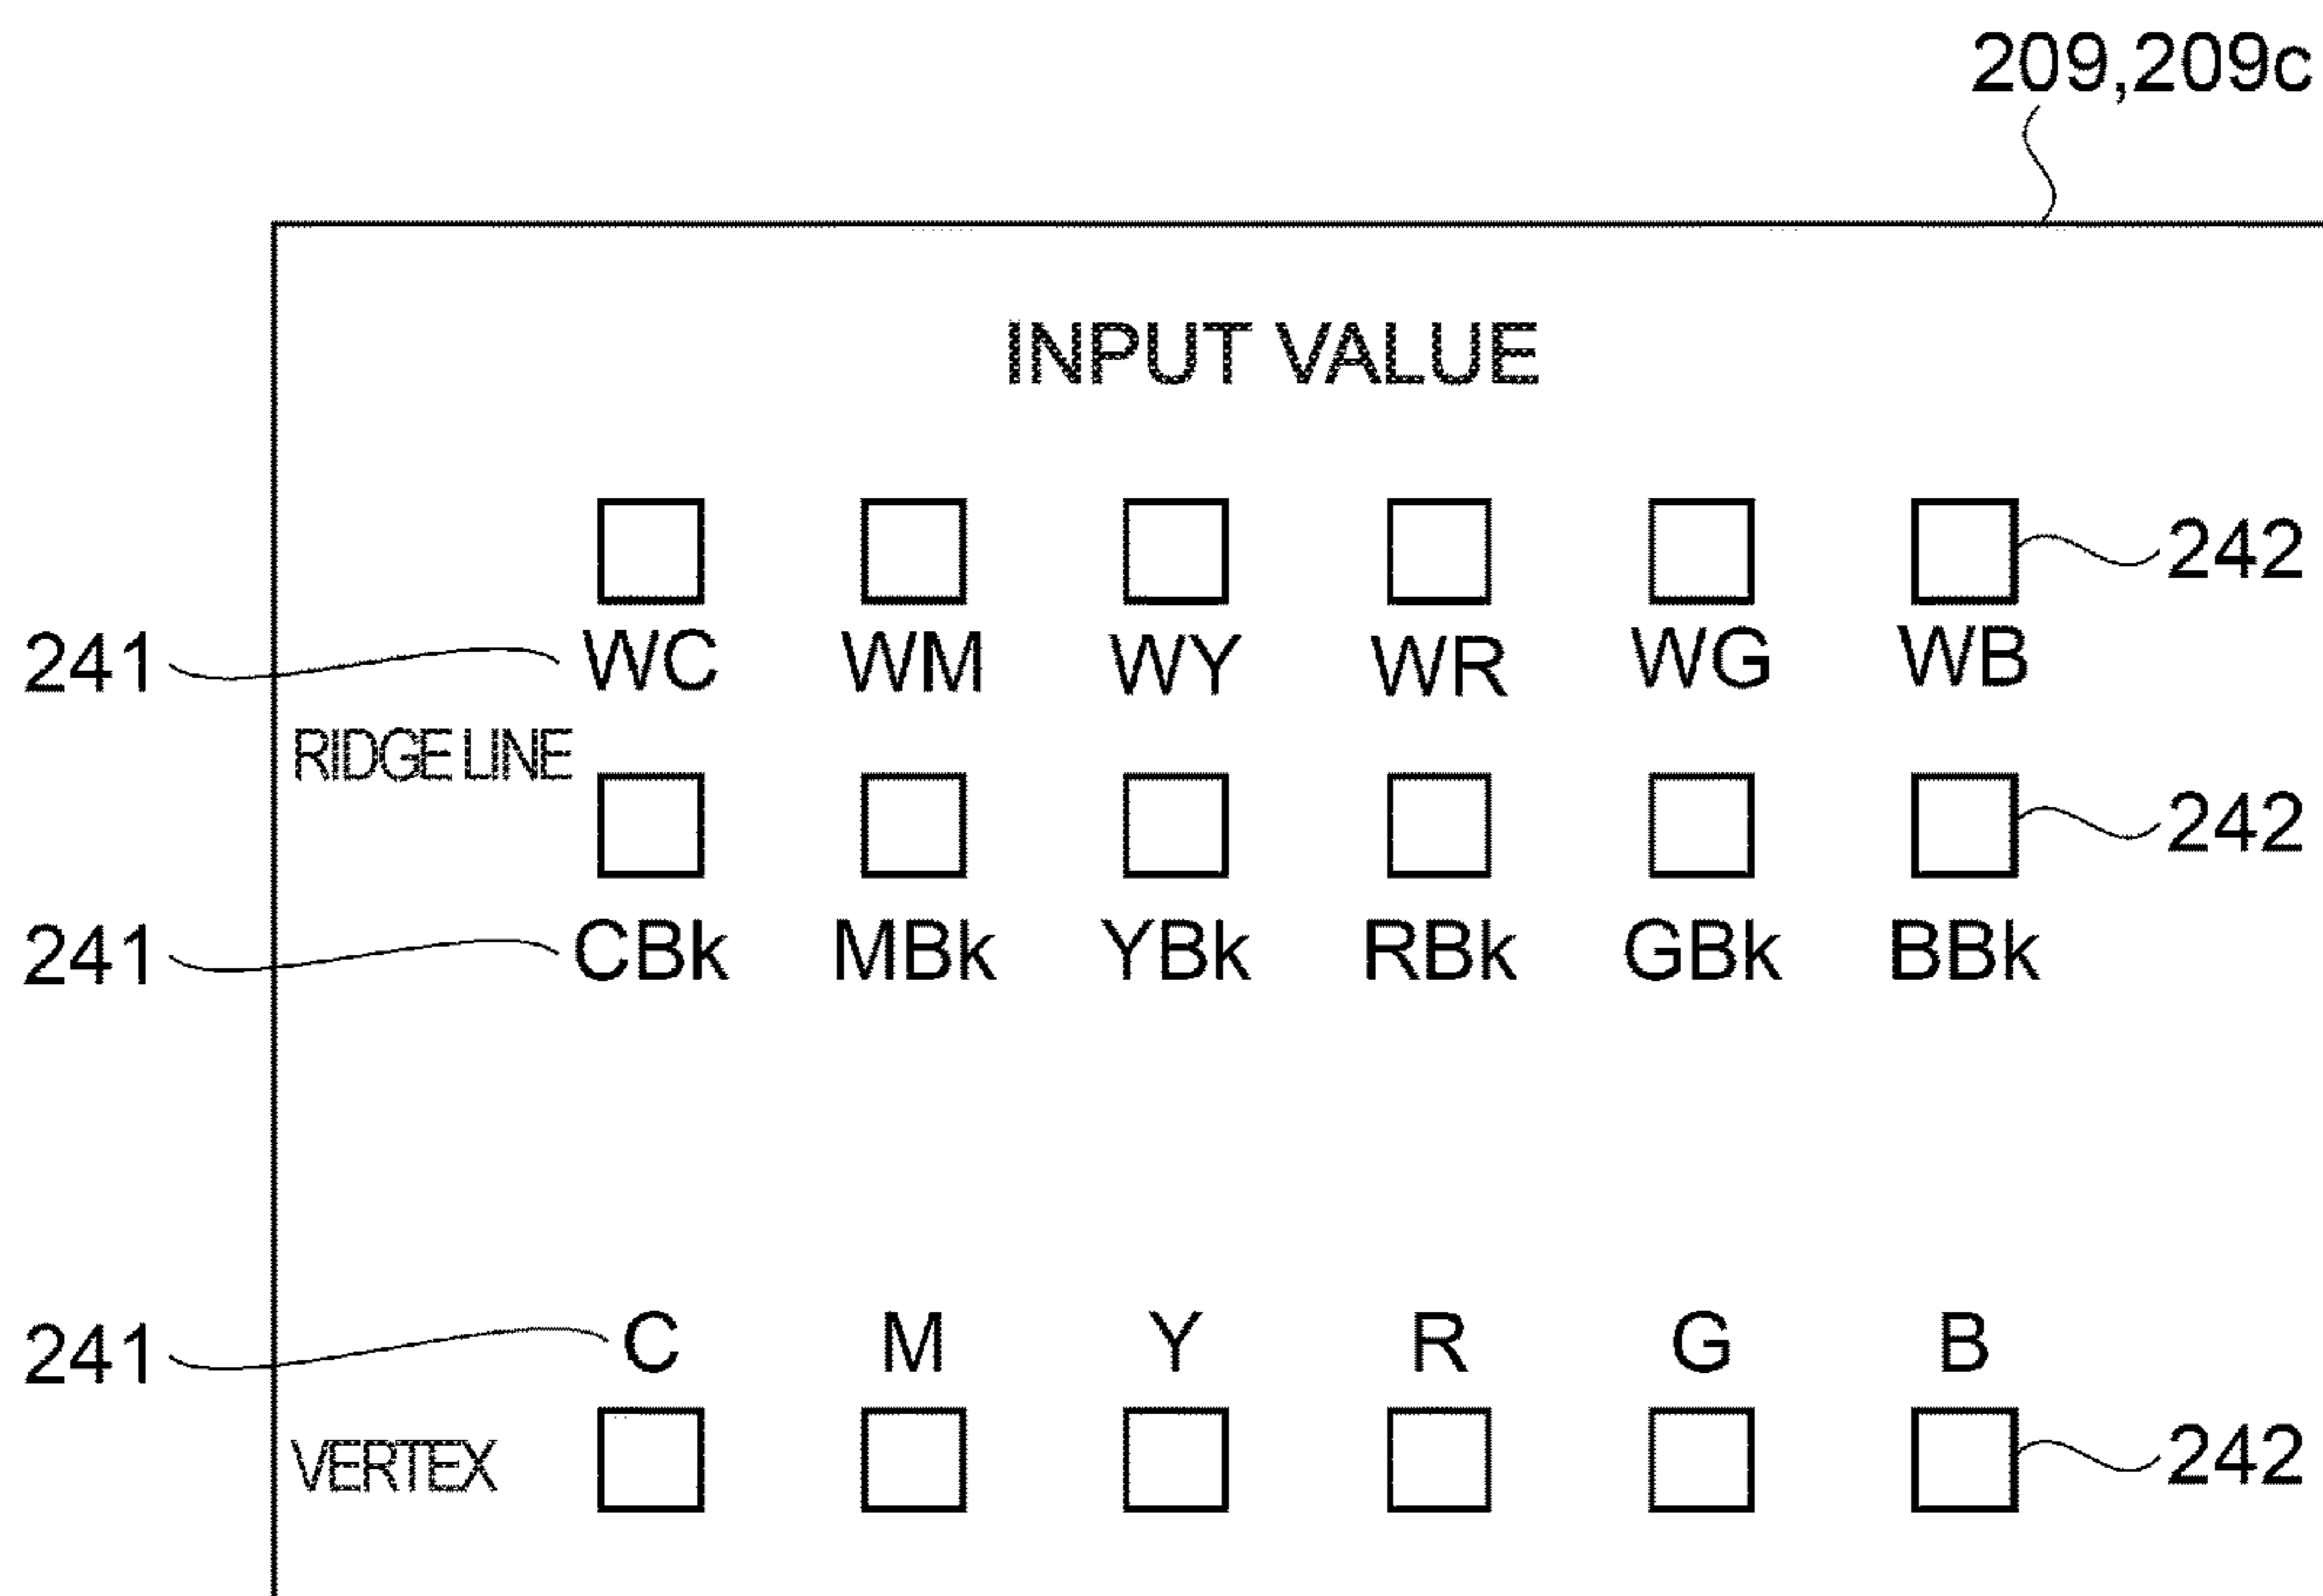 209,209c
INPUT VALUE
242
241 WC WM WY WR WG WB
RIDGE LINE
242
241 CBk MBk YBk RBk GBk BBk
241 C M Y R G B
VERTEX 242